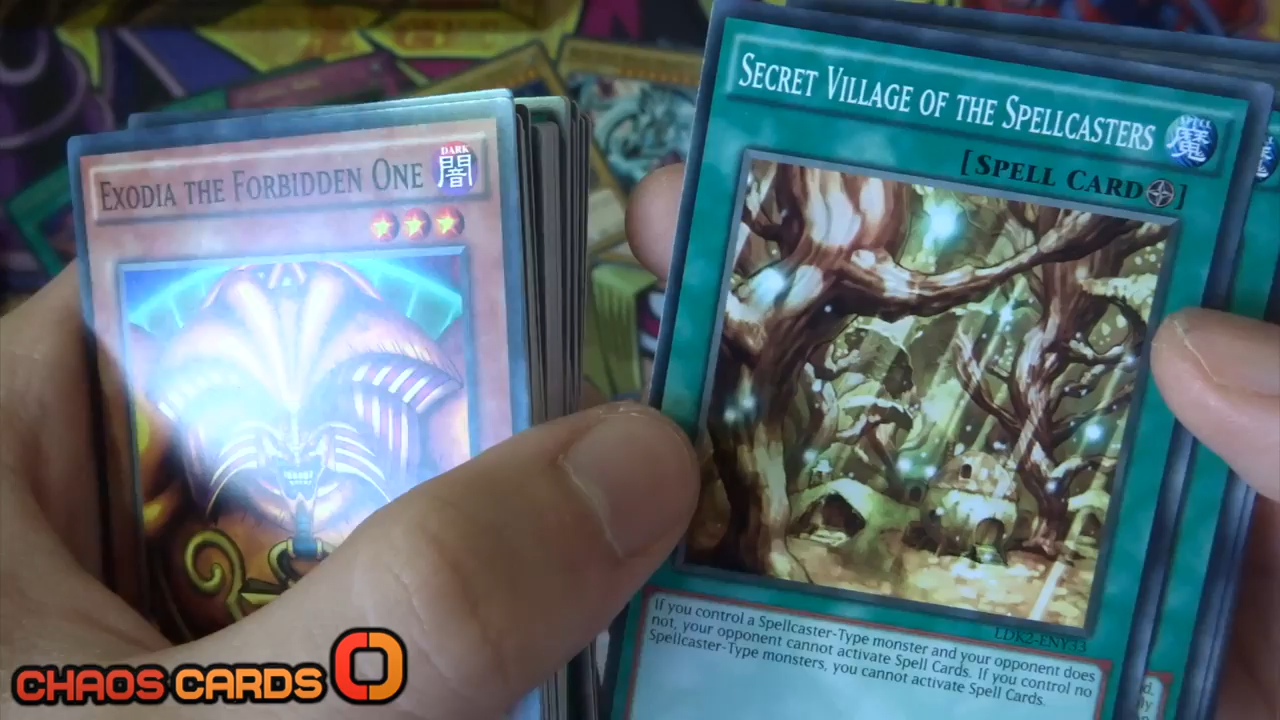 EXODIA THE FORBIDDEN ONE
DARK
闇
SECRET VILLAGE OF THE SPELLCASTERS
SPELL
魔
[SPELL CARD]
LDK2-ENY33
If you control a Spellcaster-Type monster and your opponent does
not, your opponent cannot activate Spell Cards. If you control no
Spellcaster-Type monsters, you cannot activate Spell Cards.
CHAOS CARDS